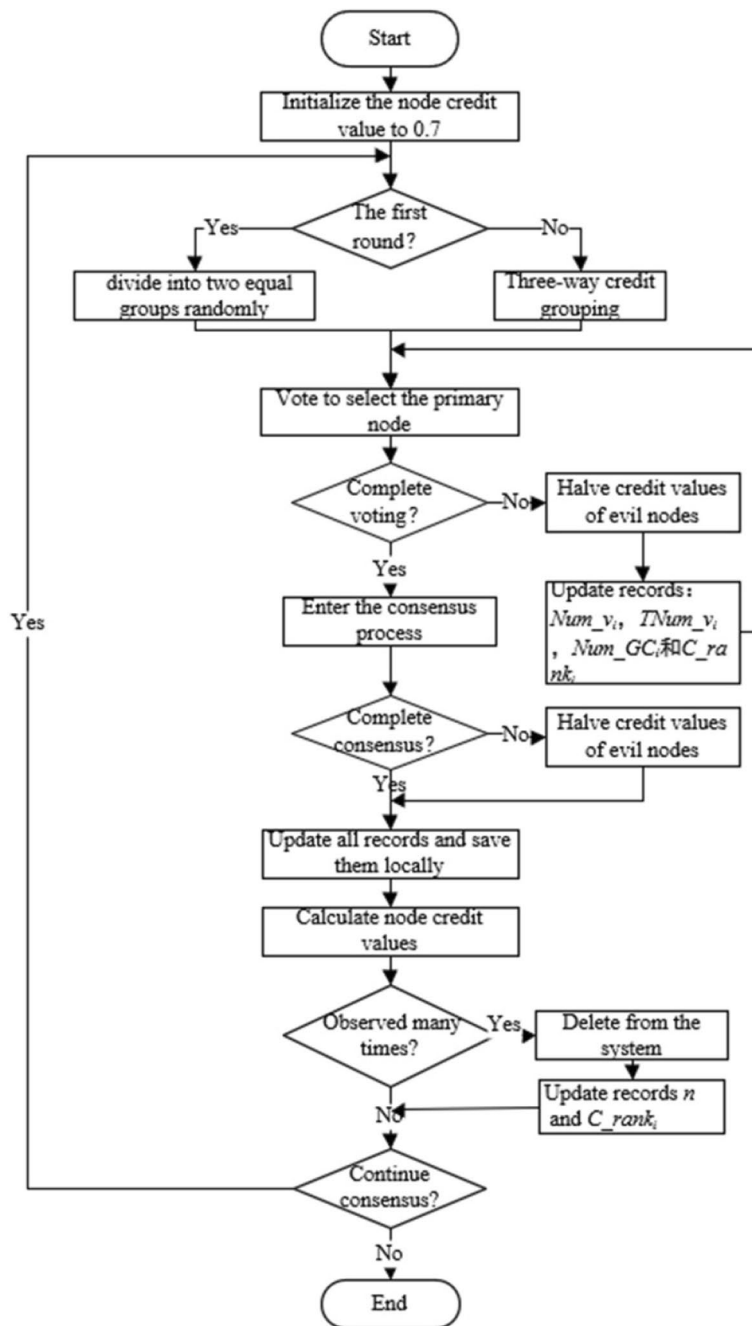 Start
Initialize the node credit
value to 0.7
The first
round?
Yes
No
divide into two equal
groups randomly
Three-way credit
grouping
Vote to select the primary
node
Complete
voting?
No
Halve credit values
of evil nodes
Yes
Update records：
Num_vᵢ，TNum_vᵢ
，Num_GCᵢ和C_ra
nkᵢ
Yes
Enter the consensus
process
Complete
consensus?
No
Halve credit values
of evil nodes
Yes
Update all records and save
them locally
Calculate node credit
values
Observed many
times?
Yes
Delete from the
system
Update records n
and C_rankᵢ
No
Continue
consensus?
No
End